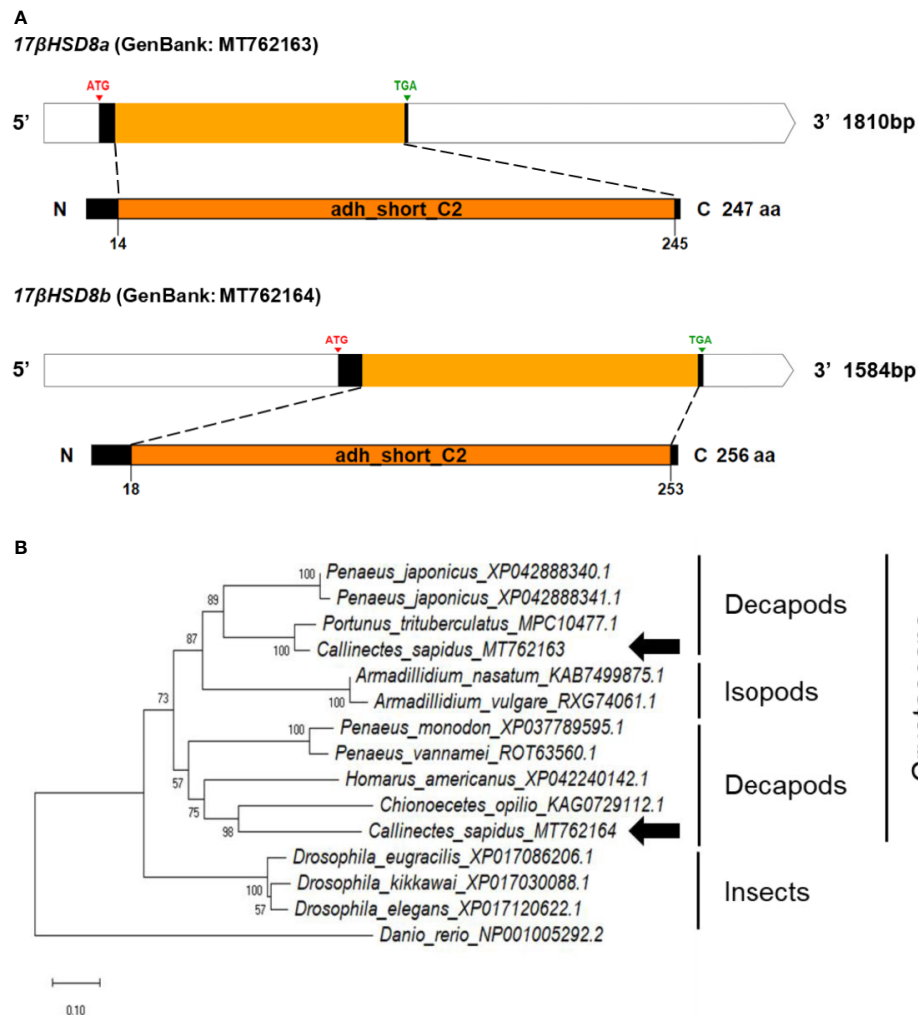 A
17βHSD8a (GenBank: MT762163)
ATG
TGA
5’
3’ 1810bp
N
adh_short_C2
C 247 aa
14
245
17βHSD8b (GenBank: MT762164)
ATG
TGA
5’
3’ 1584bp
N
adh_short_C2
C 256 aa
18
253
B
100
Penaeus_japonicus_XP042888340.1
Penaeus_japonicus_XP042888341.1
89
Portunus_trituberculatus_MPC10477.1
100
Callinectes_sapidus_MT762163
Decapods
87
Armadillidium_nasatum_KAB7499875.1
100
Armadillidium_vulgare_RXG74061.1
Isopods
73
100
Penaeus_monodon_XP037789595.1
Penaeus_vannamei_ROT63560.1
57
Homarus_americanus_XP042240142.1
75
Chionoecetes_opilio_KAG0729112.1
98
Callinectes_sapidus_MT762164
Decapods
Drosophila_eugracilis_XP017086206.1
100
Drosophila_kikkawai_XP017030088.1
57
Drosophila_elegans_XP017120622.1
Insects
Danio_rerio_NP001005292.2
0.10